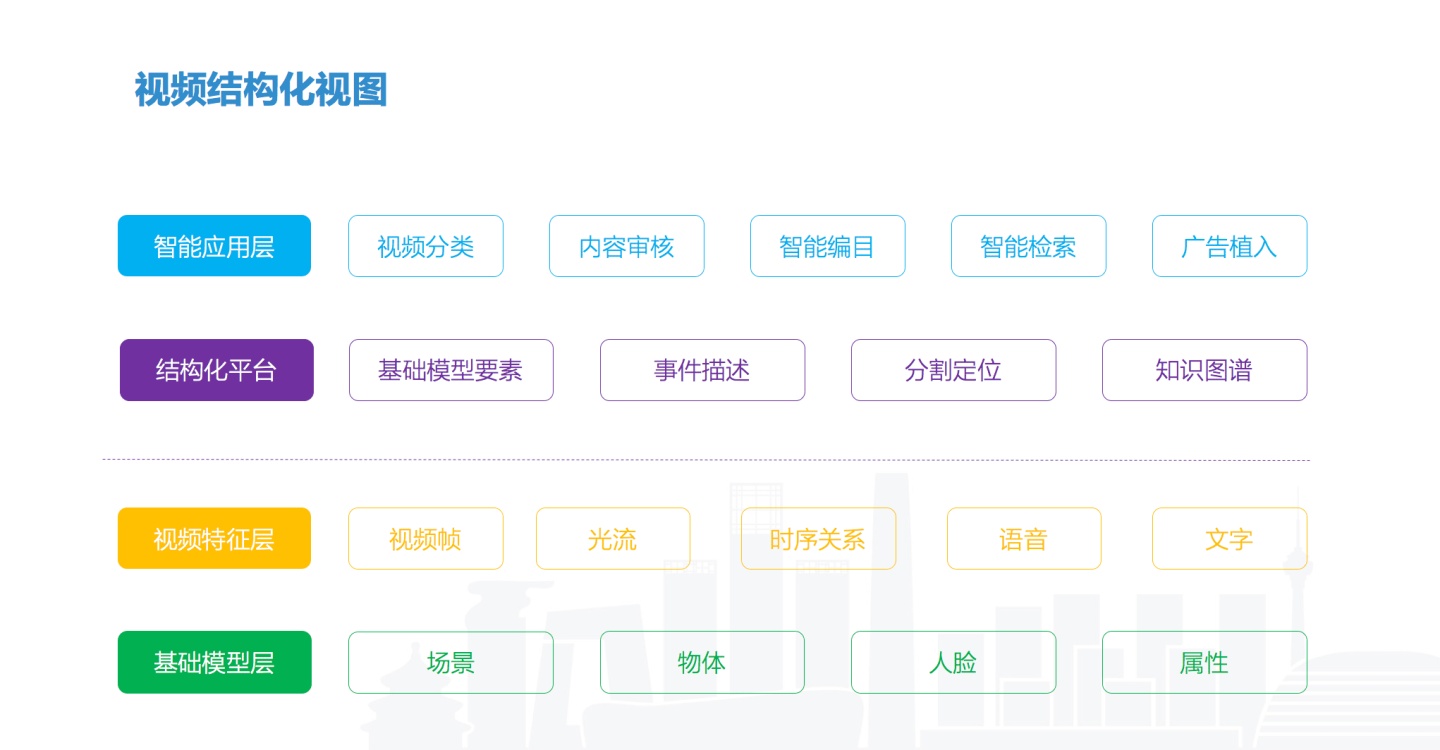 视频结构化视图
智能应用层 视频分类 内容审核 智能编目 智能检索 广告植入
结构化平台 基础模型要素 事件描述 分割定位 知识图谱
视频特征层 视频帧 光流 时序关系 语音 文字
基础模型层 场景 物体 人脸 属性